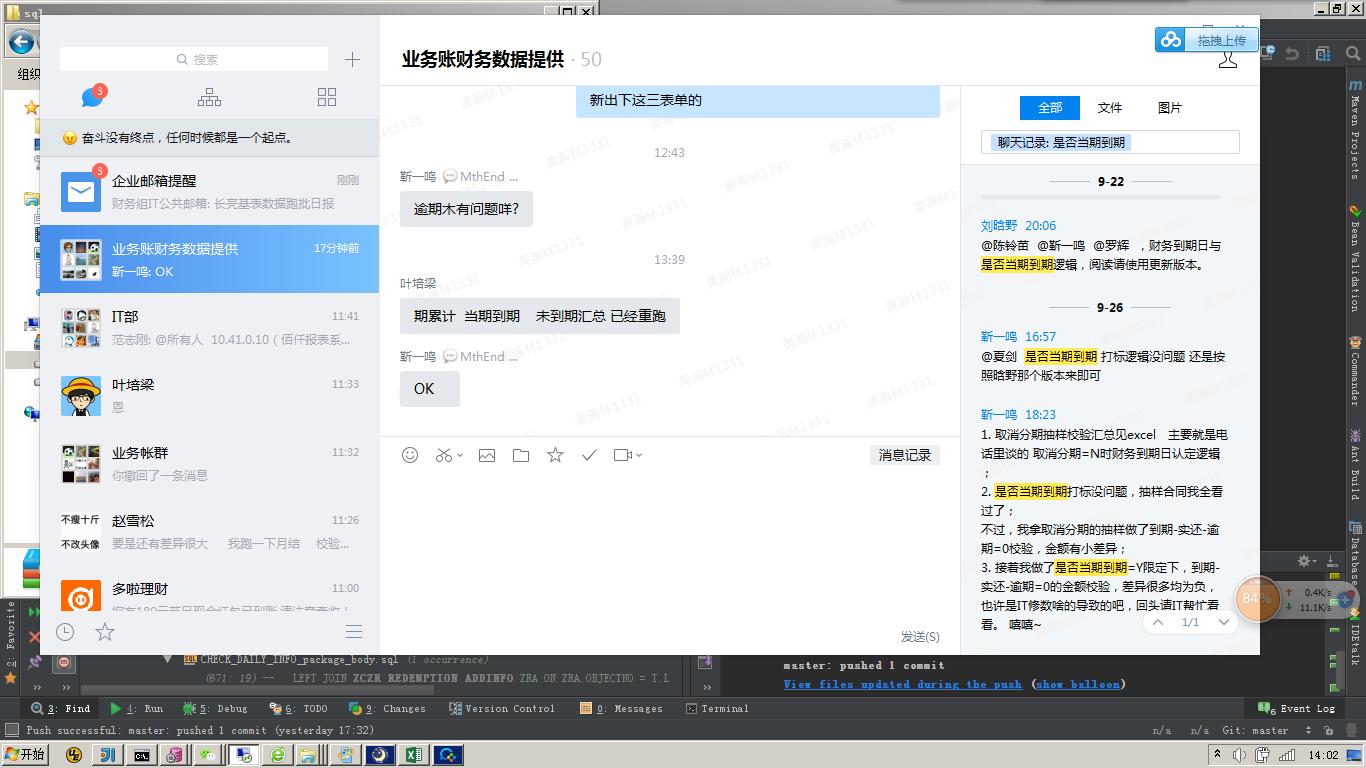 sql
组织
搜索
3
奋斗没有终点，任何时候都是一个起点。
3
企业邮箱提醒
刚刚
财务组IT公共邮箱: 长亮基表数据跑批日报
业务账财务数据提供
17分钟前
靳一鸣: OK
IT部
11:41
范志刚: @所有人 10.41.0.10（佰仟报表系...
叶培梁
11:33
恩
业务帐群
11:32
你撤回了一条消息
不瘦十斤
不改头像
赵雪松
11:26
要是还有差异很大 我跑一下月结 校验...
多啦理财
11:00
业务账财务数据提供 · 50
新出下这三表单的
12:43
靳一鸣 MthEnd ...
逾期木有问题咩?
13:39
叶培梁
期累计 当期到期 未到期汇总 已经重跑
靳一鸣 MthEnd ...
OK
黄瀚林1331
消息记录
发送(S)
拖拽上传
全部 文件 图片
聊天记录: 是否当期到期
9-22
刘晗野 20:06
@陈铃苗 @靳一鸣 @罗辉 ，财务到期日与
是否当期到期逻辑，阅读请使用更新版本。
9-26
靳一鸣 16:57
@夏剑 是否当期到期 打标逻辑没问题 还是按
照晗野那个版本来即可
靳一鸣 18:23
1. 取消分期抽样校验汇总见excel 主要就是电
话里谈的 取消分期=N时财务到期日认定逻辑
；
2. 是否当期到期打标没问题，抽样合同我全看
过了；
不过，我拿取消分期的抽样做了到期-实还-逾
期=0校验，金额有小差异；
3. 接着我做了是否当期到期=Y限定下，到期-
实还-逾期=0的金额校验，差异很多均为负，
也许是IT修数啥的导致的吧，回头请IT帮忙看
看。 嘻嘻~
1/1
84%
0.4K/s
11.1K/s
Maven Projects
Bean Validation
Commander
Ant Build
Database
IDEtalk
2: Favorite
CHECK_DAILY_INFO_package_body.sql (1 occurrence)
(671: 19) -- LEFT JOIN ZCZR_REDEMPTION_ADDINFO ZRA ON ZRA.OBJECTNO = T.L
master: pushed 1 commit
View files updated during the push (show balloon)
3: Find 4: Run 5: Debug 6: TODO 9: Changes Version Control 0: Messages Terminal
6 Event Log
Push successful: master: pushed 1 commit (yesterday 17:32)
n/a n/a Git: master
开始
14:02